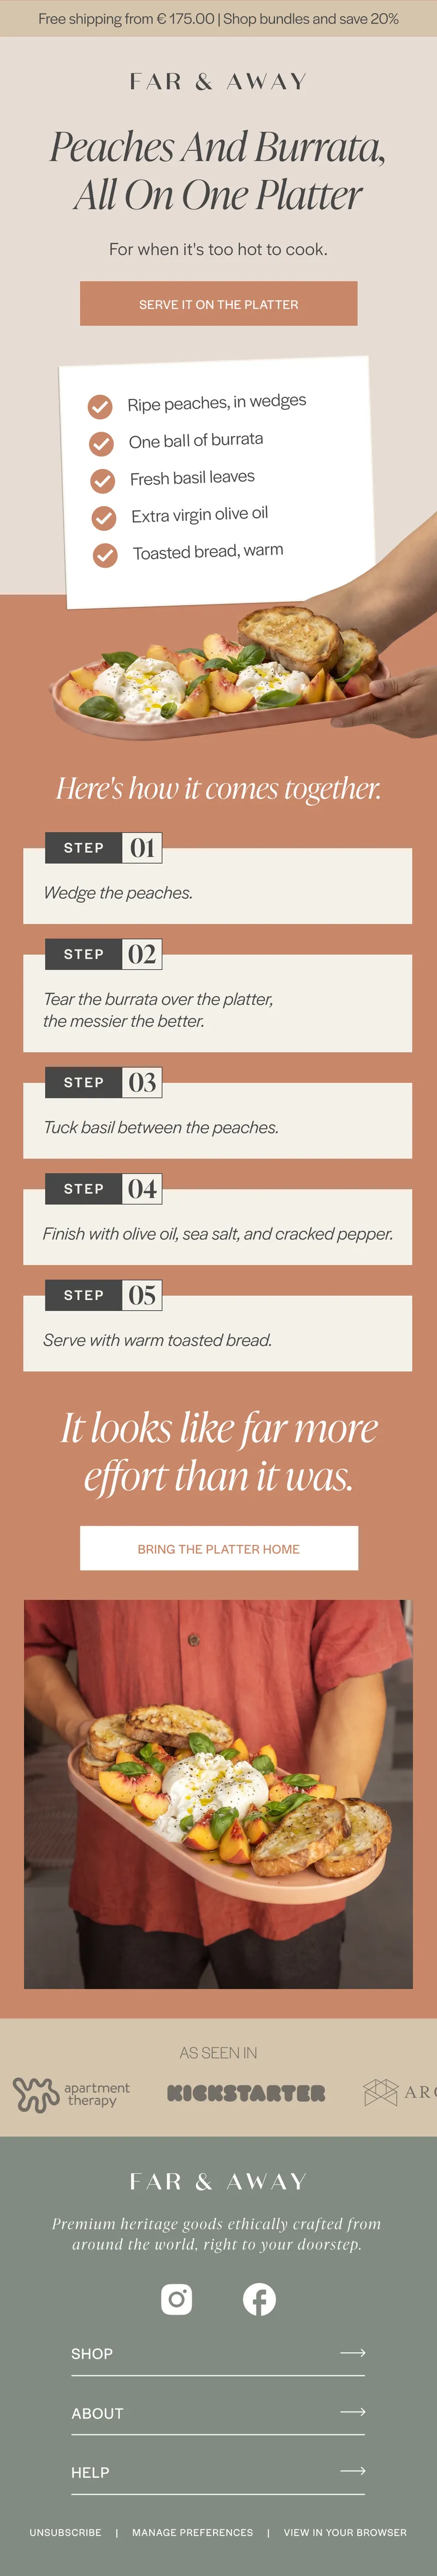 Free shipping from € 175.00 | Shop bundles and save 20%
FAR & AWAY
Peaches And Burrata,
All On One Platter
For when it's too hot to cook.
SERVE IT ON THE PLATTER
Ripe peaches, in wedges
One ball of burrata
Fresh basil leaves
Extra virgin olive oil
Toasted bread, warm
Here's how it comes together.
STEP 01
Wedge the peaches.
STEP 02
Tear the burrata over the platter,
the messier the better.
STEP 03
Tuck basil between the peaches.
STEP 04
Finish with olive oil, sea salt, and cracked pepper.
STEP 05
Serve with warm toasted bread.
It looks like far more
effort than it was.
BRING THE PLATTER HOME
AS SEEN IN
apartment
therapy
KICKSTARTER
FAR & AWAY
Premium heritage goods ethically crafted from
around the world, right to your doorstep.
SHOP
ABOUT
HELP
UNSUBSCRIBE | MANAGE PREFERENCES | VIEW IN YOUR BROWSER